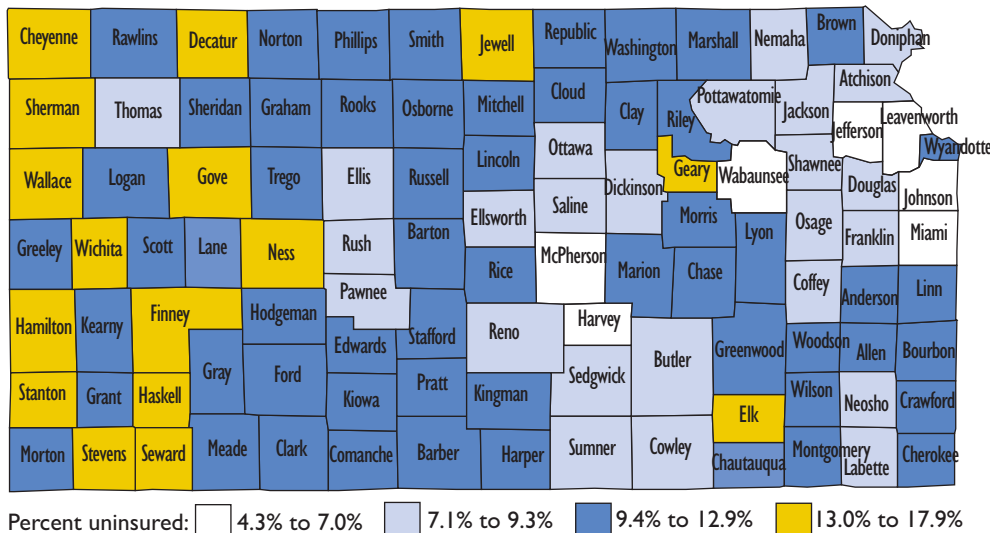 Cheyenne Rawlins Decatur Norton Phillips Smith Jewell Republic Washington Marshall Nemaha Brown Doniphan
Sherman Thomas Sheridan Graham Rooks Osborne Mitchell Cloud Clay Riley Pottawatomie Jackson Atchison
Jefferson Leavenworth Wyandotte
Wallace Logan Gove Trego Ellis Russell Lincoln Ottawa Dickinson Geary Wabaunsee Shawnee Douglas Johnson
Greeley Wichita Scott Lane Ness Rush Barton Ellsworth Saline Morris Lyon Osage Franklin Miami
Hamilton Kearny Finney Hodgeman Pawnee Stafford Rice McPherson Marion Chase Coffey Anderson Linn
Gray Ford Edwards Reno Harvey Butler Greenwood Woodson Allen Bourbon
Stanton Grant Haskell Kiowa Pratt Kingman Sedgwick Elk Wilson Neosho Crawford
Morton Stevens Seward Meade Clark Comanche Barber Harper Sumner Cowley Chautauqua Montgomery Labette Cherokee
Percent uninsured: 4.3% to 7.0% 7.1% to 9.3% 9.4% to 12.9% 13.0% to 17.9%